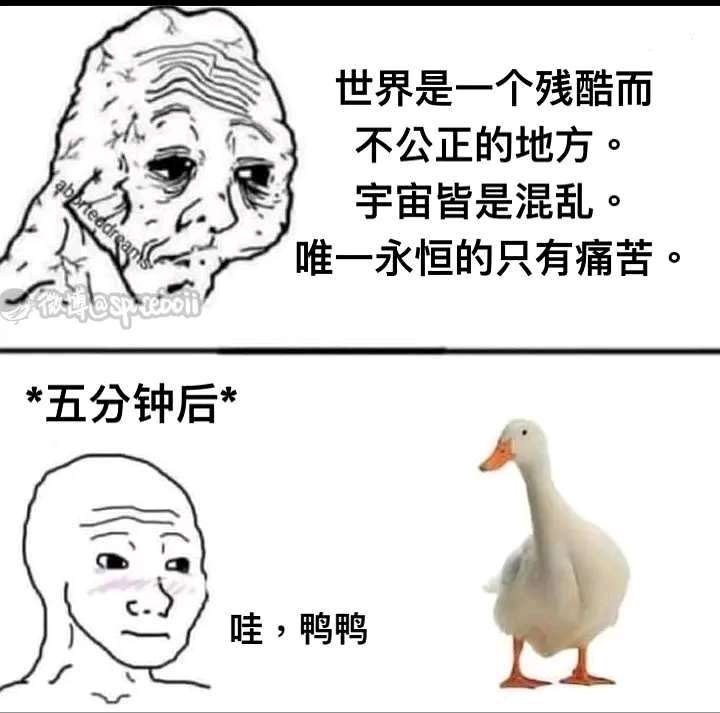 世界是一个残酷而
不公正的地方。
宇宙皆是混乱。
唯一永恒的只有痛苦。
aborteddreams
*五分钟后*
哇，鸭鸭